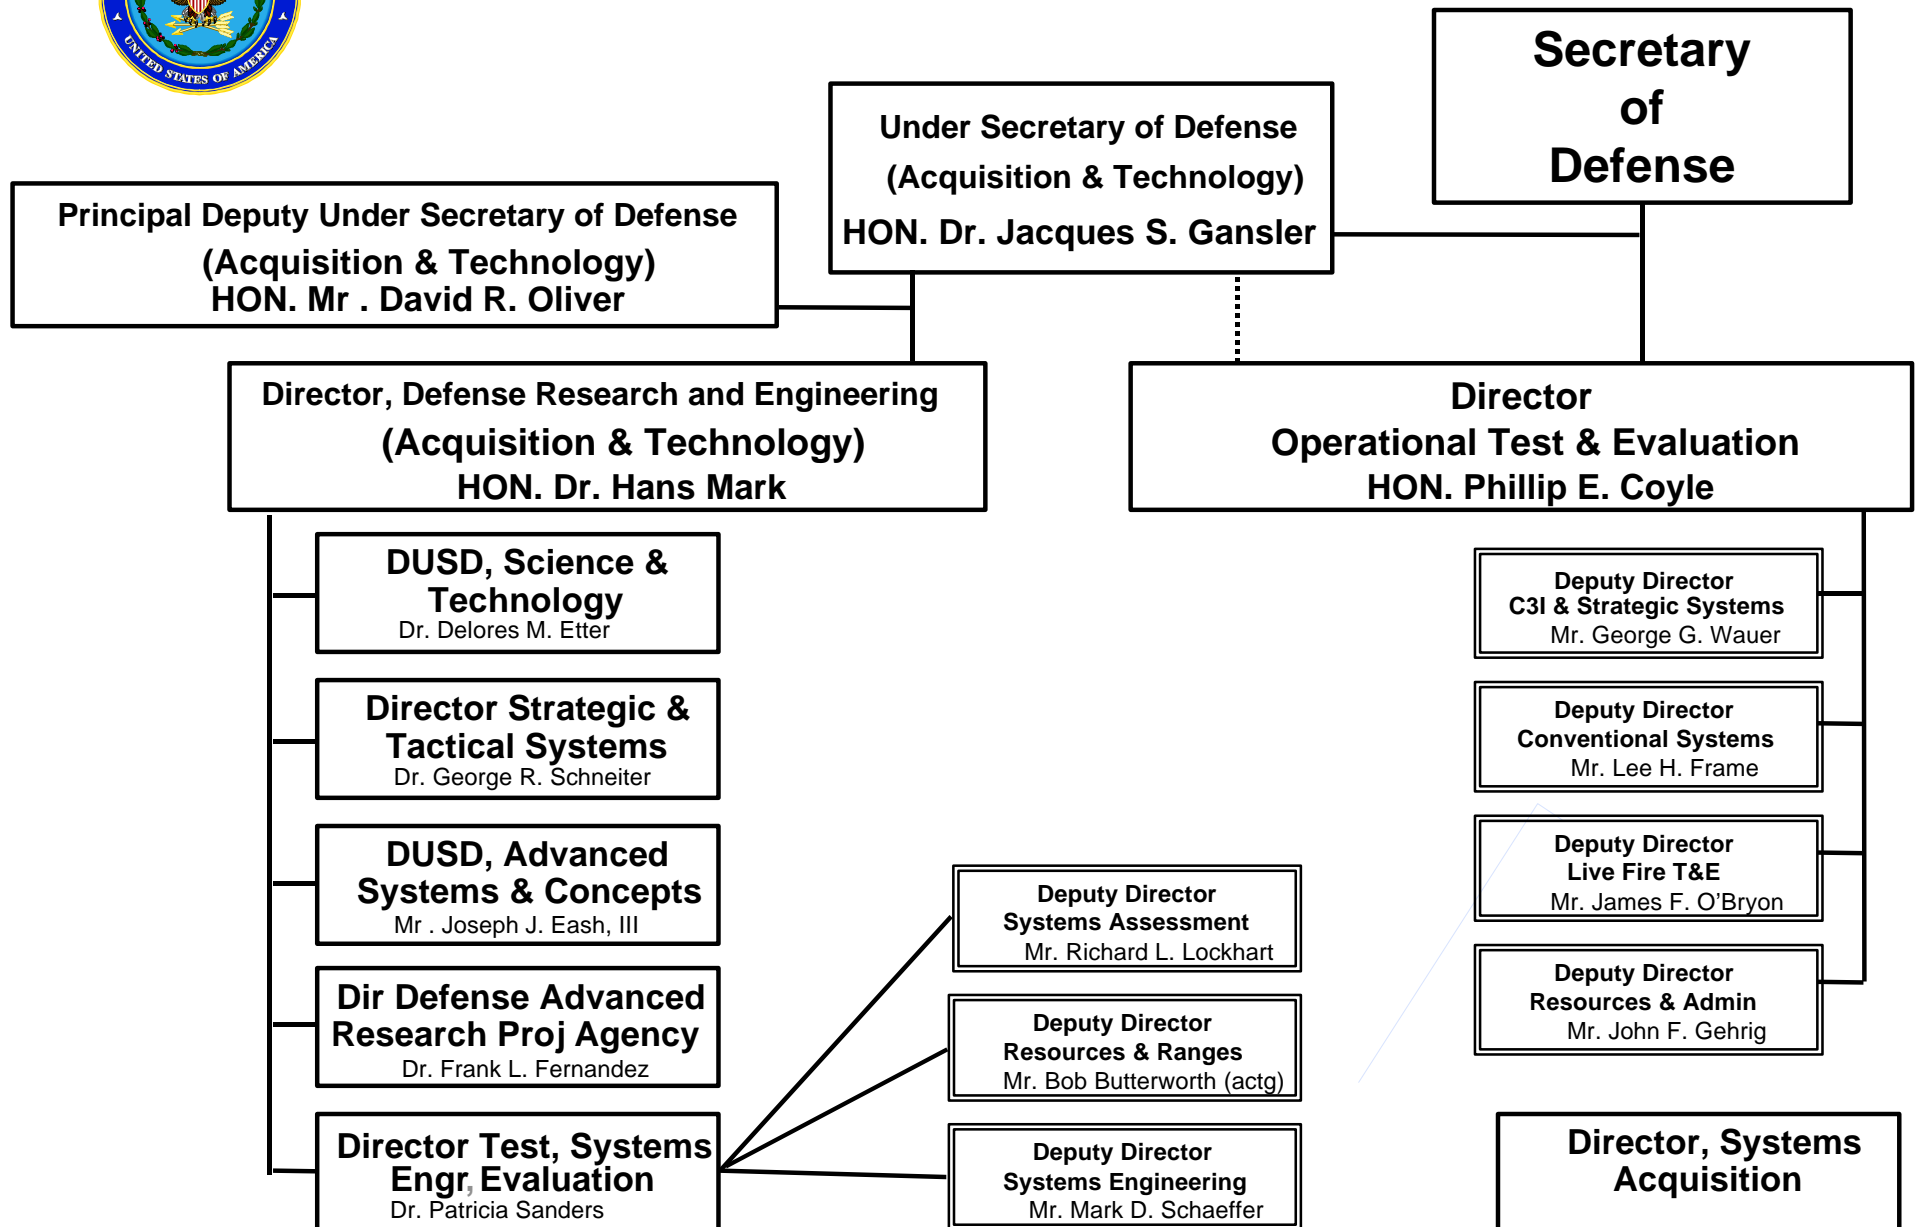 UNITED STATES OF AMERICA
Secretary
of
Defense
Under Secretary of Defense
(Acquisition & Technology)
HON. Dr. Jacques S. Gansler
Principal Deputy Under Secretary of Defense
(Acquisition & Technology)
HON. Mr . David R. Oliver
Director, Defense Research and Engineering
(Acquisition & Technology)
HON. Dr. Hans Mark
Director
Operational Test & Evaluation
HON. Phillip E. Coyle
DUSD, Science &
Technology
Dr. Delores M. Etter
Director Strategic &
Tactical Systems
Dr. George R. Schneiter
DUSD, Advanced
Systems & Concepts
Mr . Joseph J. Eash, III
Dir Defense Advanced
Research Proj Agency
Dr. Frank L. Fernandez
Director Test, Systems
Engr, Evaluation
Dr. Patricia Sanders
Deputy Director
Systems Assessment
Mr. Richard L. Lockhart
Deputy Director
Resources & Ranges
Mr. Bob Butterworth (actg)
Deputy Director
Systems Engineering
Mr. Mark D. Schaeffer
Deputy Director
C3I & Strategic Systems
Mr. George G. Wauer
Deputy Director
Conventional Systems
Mr. Lee H. Frame
Deputy Director
Live Fire T&E
Mr. James F. O’Bryon
Deputy Director
Resources & Admin
Mr. John F. Gehrig
Director, Systems
Acquisition